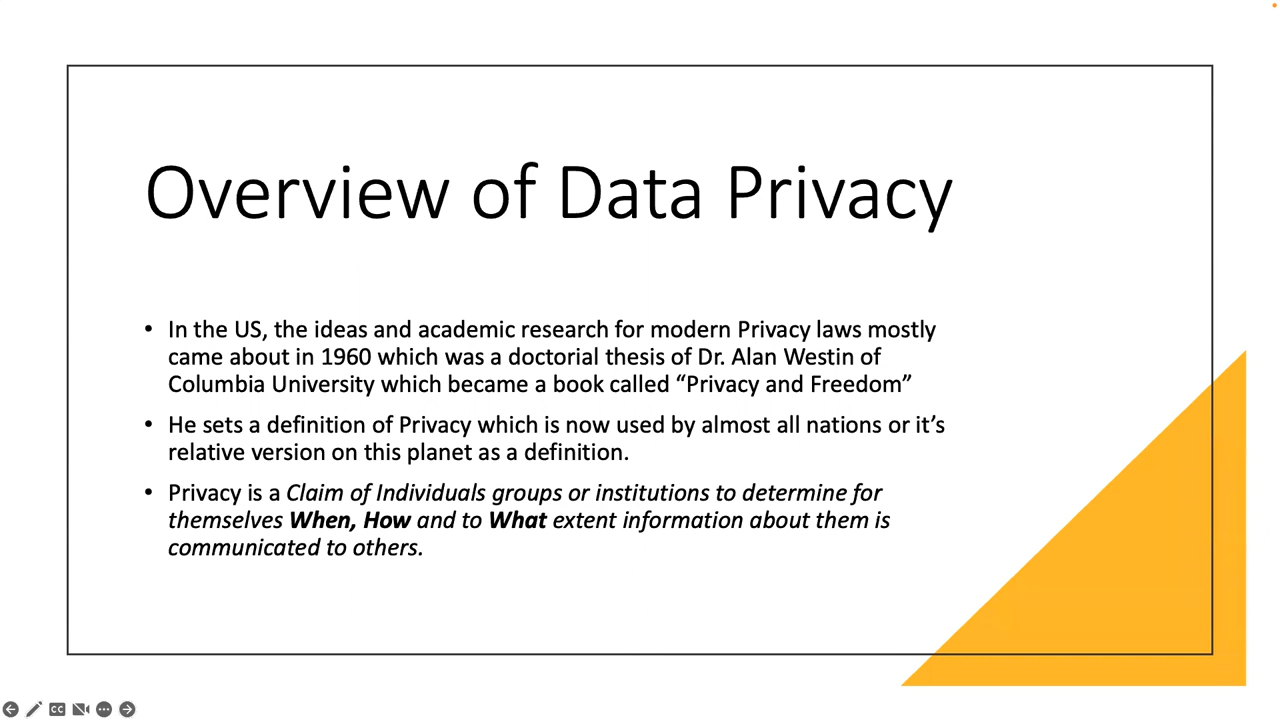 Overview of Data Privacy
• In the US, the ideas and academic research for modern Privacy laws mostly
came about in 1960 which was a doctorial thesis of Dr. Alan Westin of
Columbia University which became a book called “Privacy and Freedom”
• He sets a definition of Privacy which is now used by almost all nations or it’s
relative version on this planet as a definition.
• Privacy is a Claim of Individuals groups or institutions to determine for
themselves When, How and to What extent information about them is
communicated to others.
CC